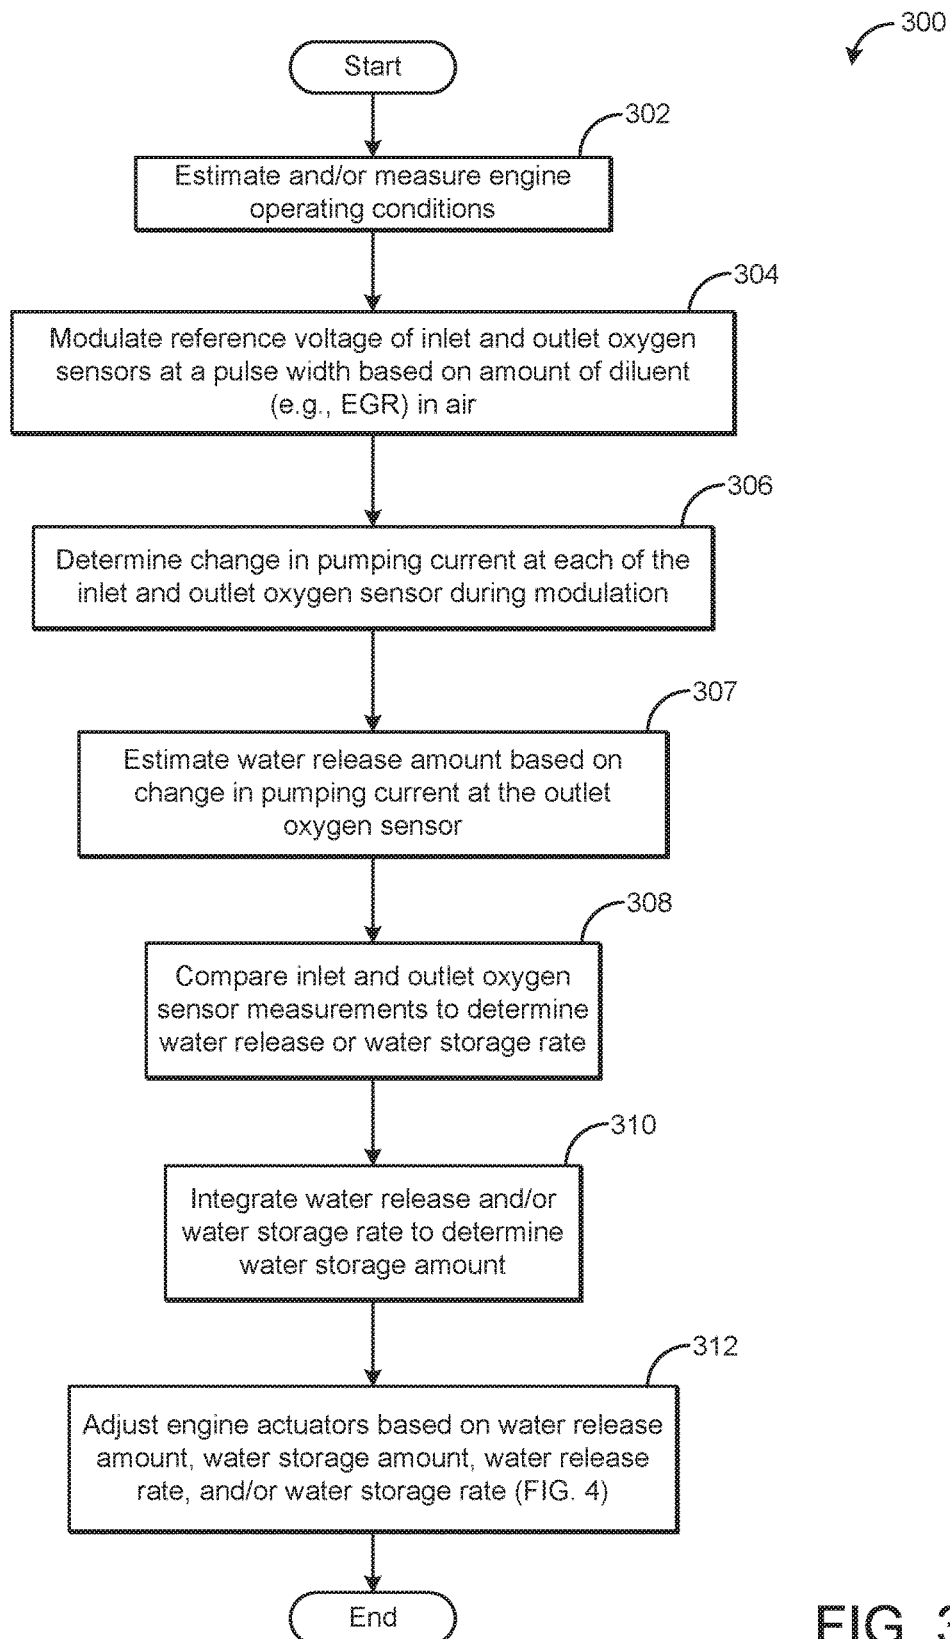 300
Start
302
Estimate and/or measure engine
operating conditions
304
Modulate reference voltage of inlet and outlet oxygen
sensors at a pulse width based on amount of diluent
(e.g., EGR) in air
306
Determine change in pumping current at each of the
inlet and outlet oxygen sensor during modulation
307
Estimate water release amount based on
change in pumping current at the outlet
oxygen sensor
308
Compare inlet and outlet oxygen
sensor measurements to determine
water release or water storage rate
310
Integrate water release and/or
water storage rate to determine
water storage amount
312
Adjust engine actuators based on water release
amount, water storage amount, water release
rate, and/or water storage rate (FIG. 4)
End
FIG. 3